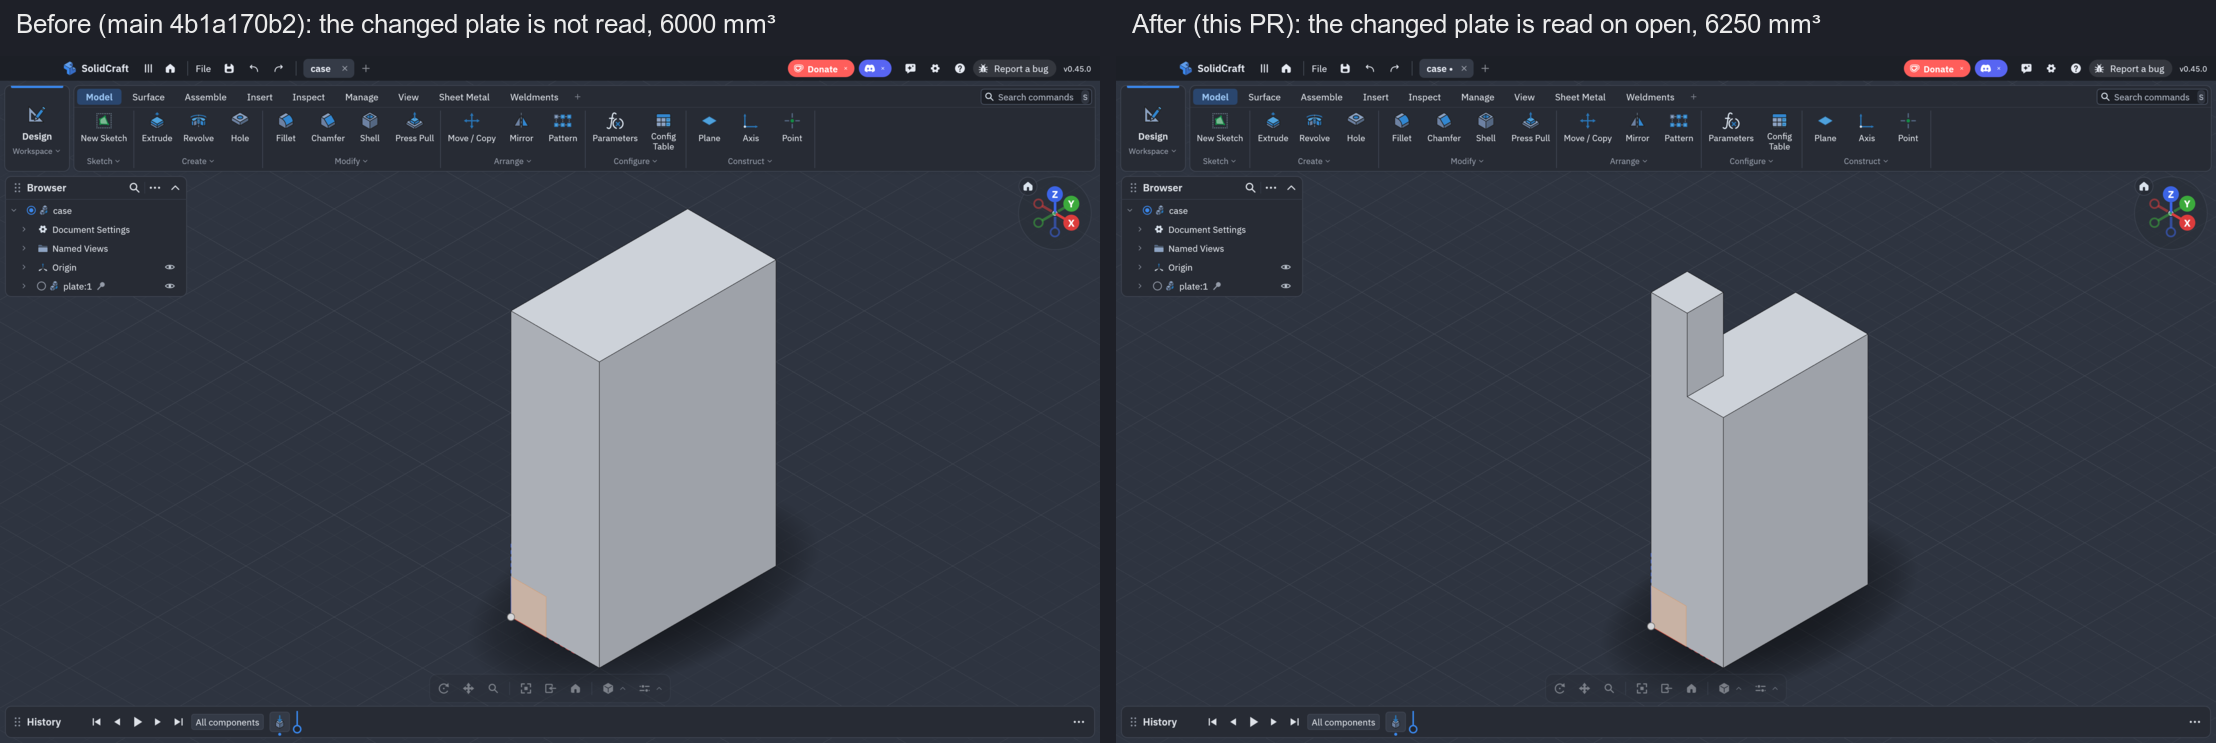 Before (main 4b1a170b2): the changed plate is not read, 6000 mm³
SolidCraft File case Donate Report a bug v0.45.0
Model Surface Assemble Insert Inspect Manage View Sheet Metal Weldments Search commands S
Design
Workspace
New Sketch Extrude Revolve Hole Fillet Chamfer Shell Press Pull Move / Copy Mirror Pattern Parameters Config Table Plane Axis Point
Sketch Create Modify Arrange Configure Construct
Browser
case
Document Settings
Named Views
Origin
plate:1
Z
Y
X
History All components
After (this PR): the changed plate is read on open, 6250 mm³
SolidCraft File case • Donate Report a bug v0.45.0
Model Surface Assemble Insert Inspect Manage View Sheet Metal Weldments Search commands S
Design
Workspace
New Sketch Extrude Revolve Hole Fillet Chamfer Shell Press Pull Move / Copy Mirror Pattern Parameters Config Table Plane Axis Point
Sketch Create Modify Arrange Configure Construct
Browser
case
Document Settings
Named Views
Origin
plate:1
Z
Y
X
History All components